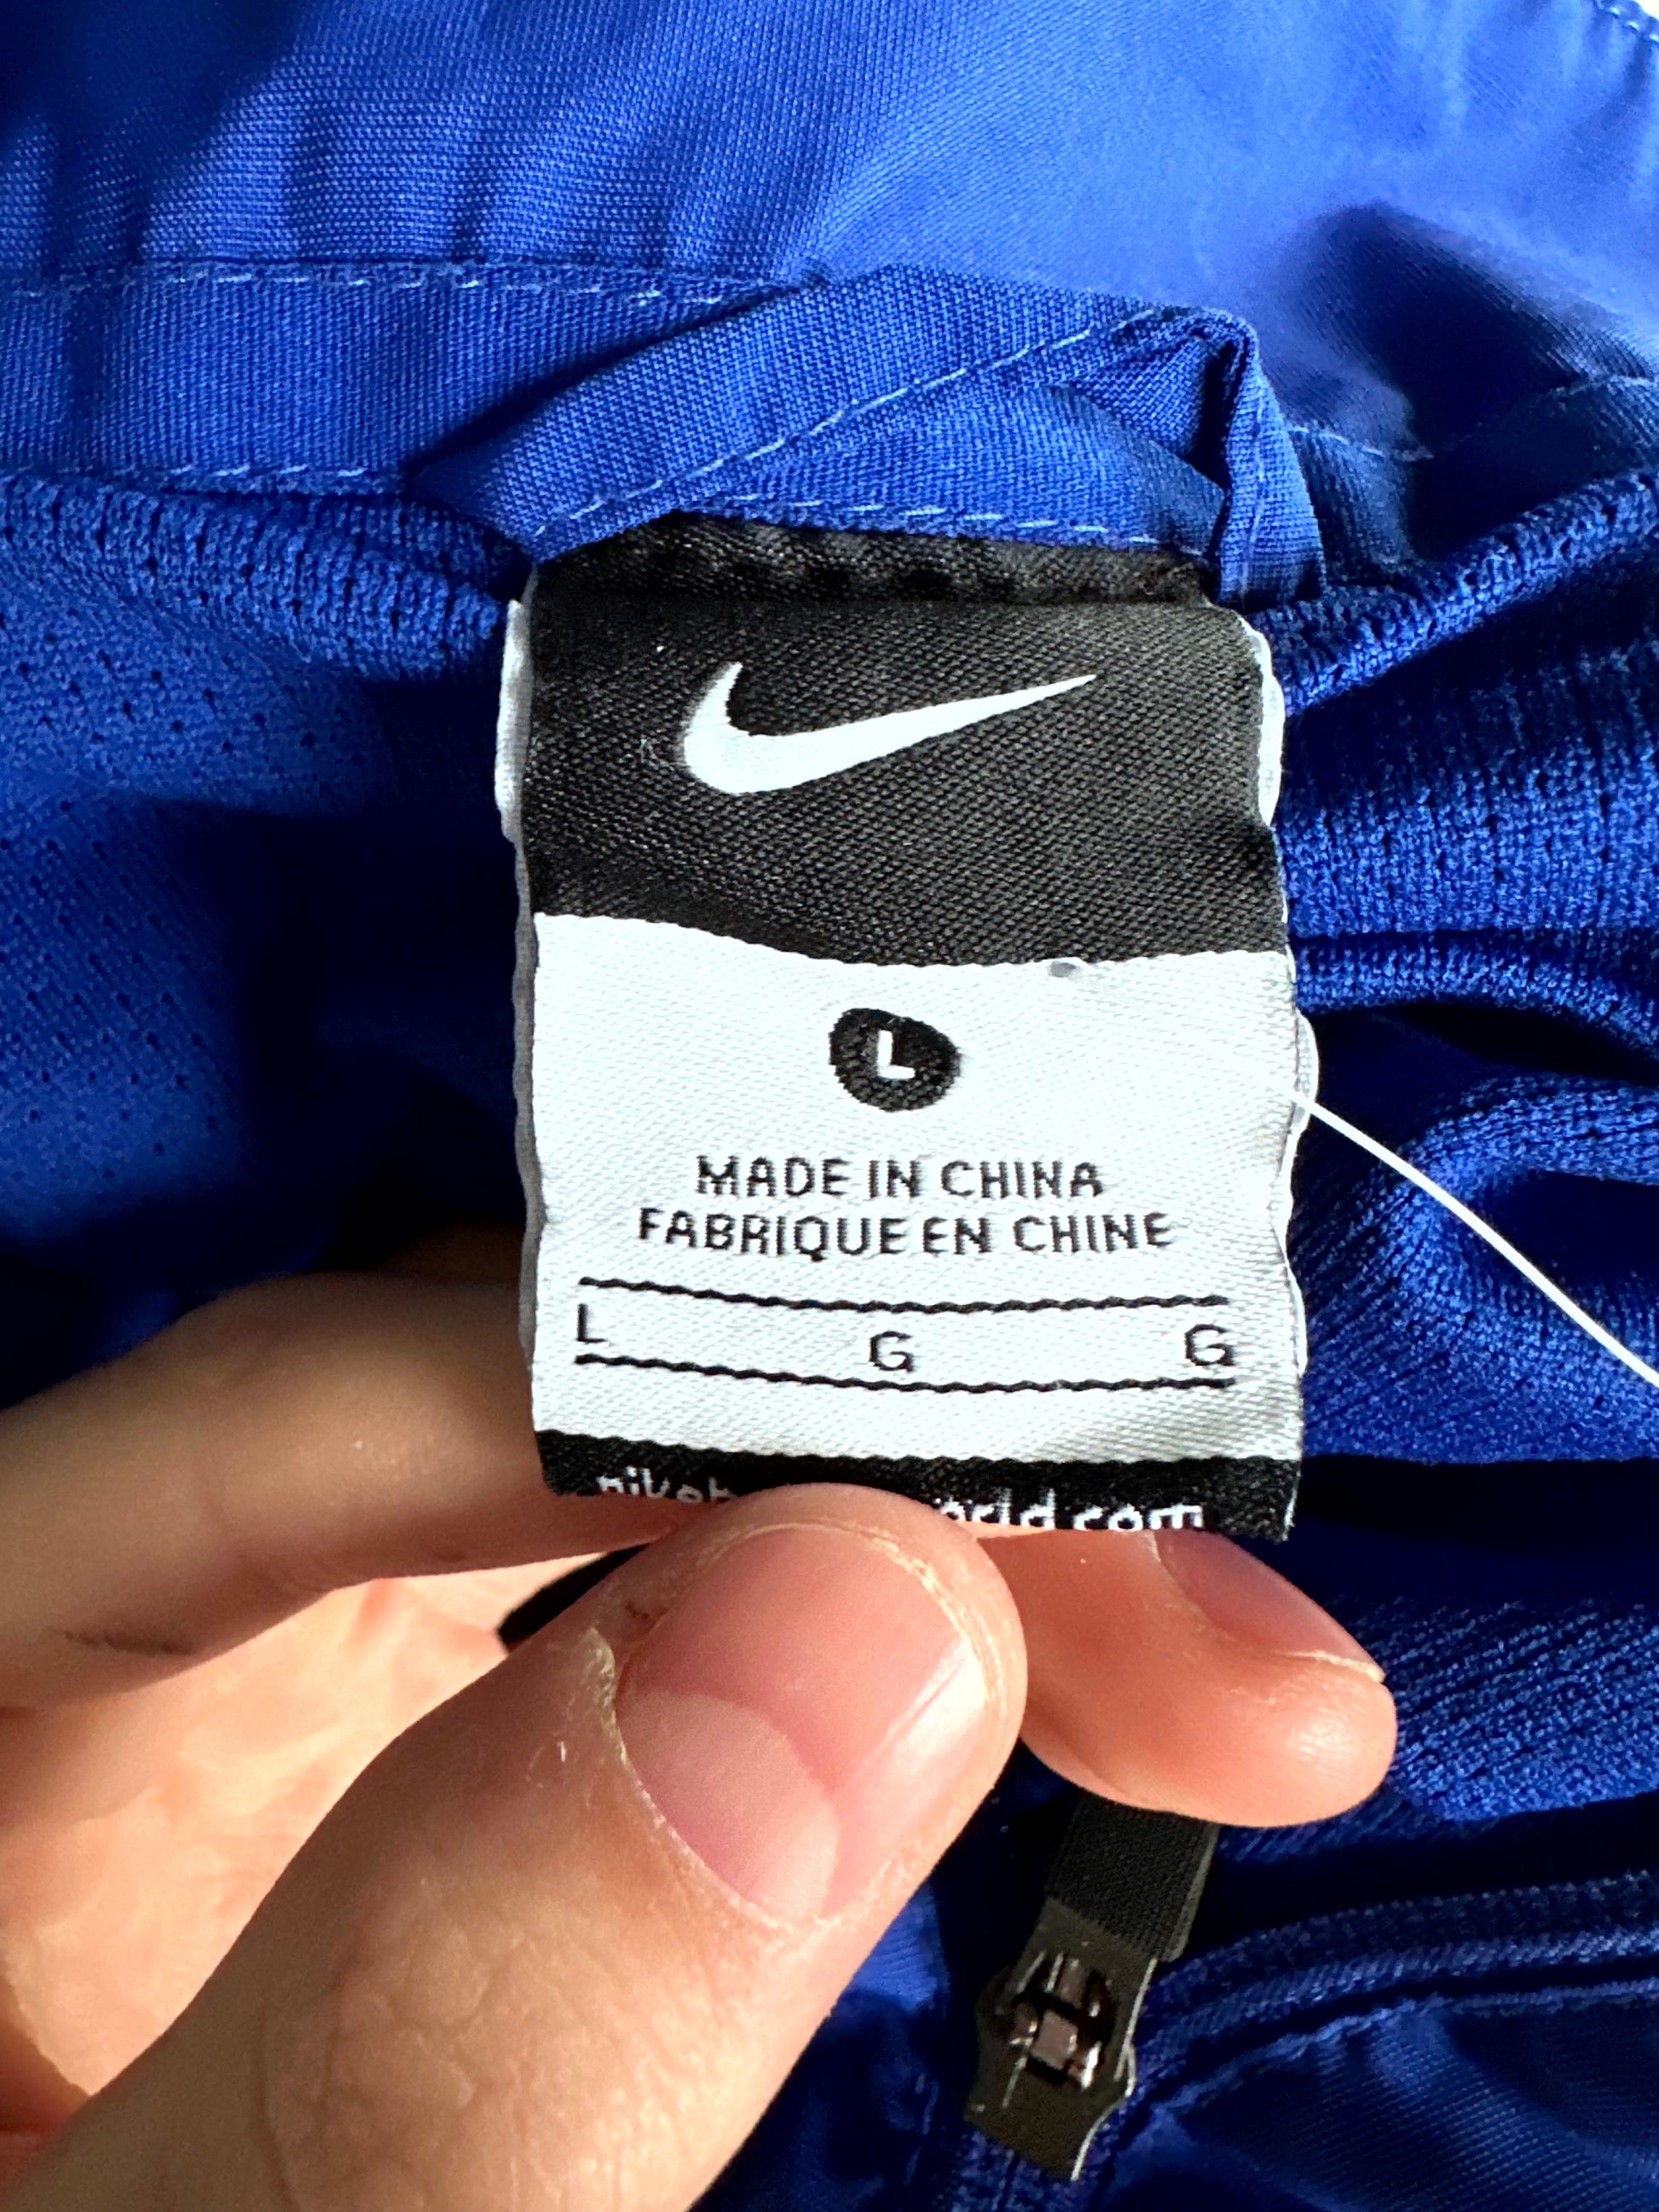 L
MADE IN CHINA
FABRIQUE EN CHINE
L G G